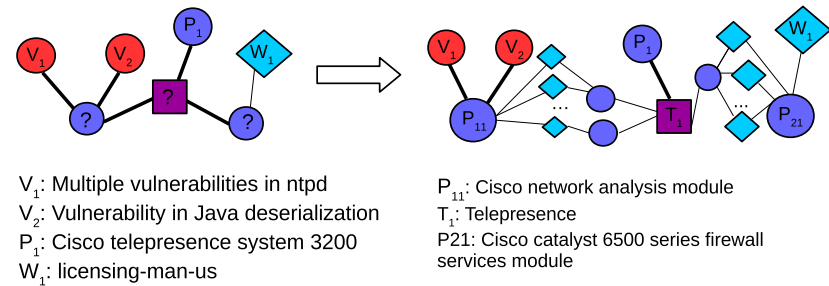 P1
W1
V1
V2
?
?
?
V1
V2
P1
W1
...
...
P11
T1
P21
V1: Multiple vulnerabilities in ntpd
V2: Vulnerability in Java deserialization
P1: Cisco telepresence system 3200
W1: licensing-man-us
P11: Cisco network analysis module
T1: Telepresence
P21: Cisco catalyst 6500 series firewall
services module